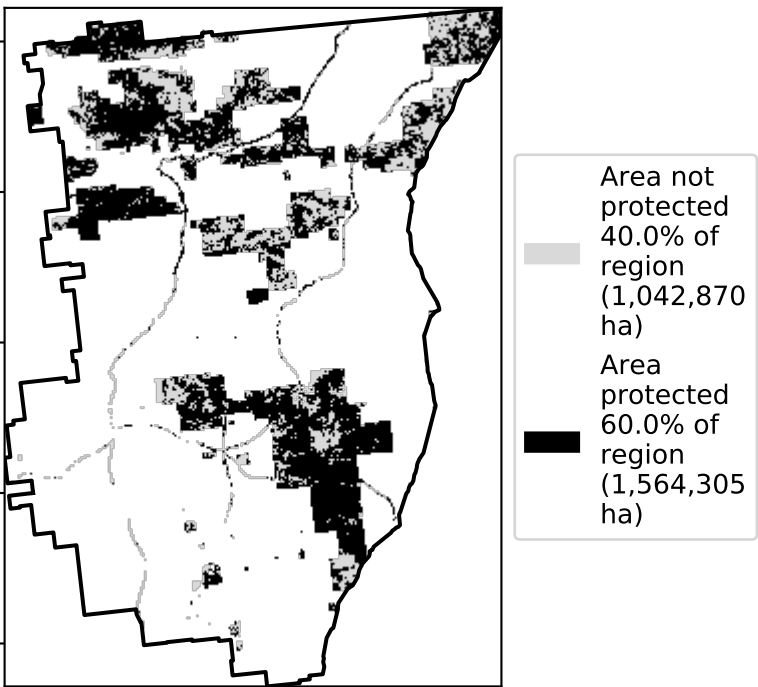 Area not
protected
40.0% of
region
(1,042,870
ha)
Area
protected
60.0% of
region
(1,564,305
ha)